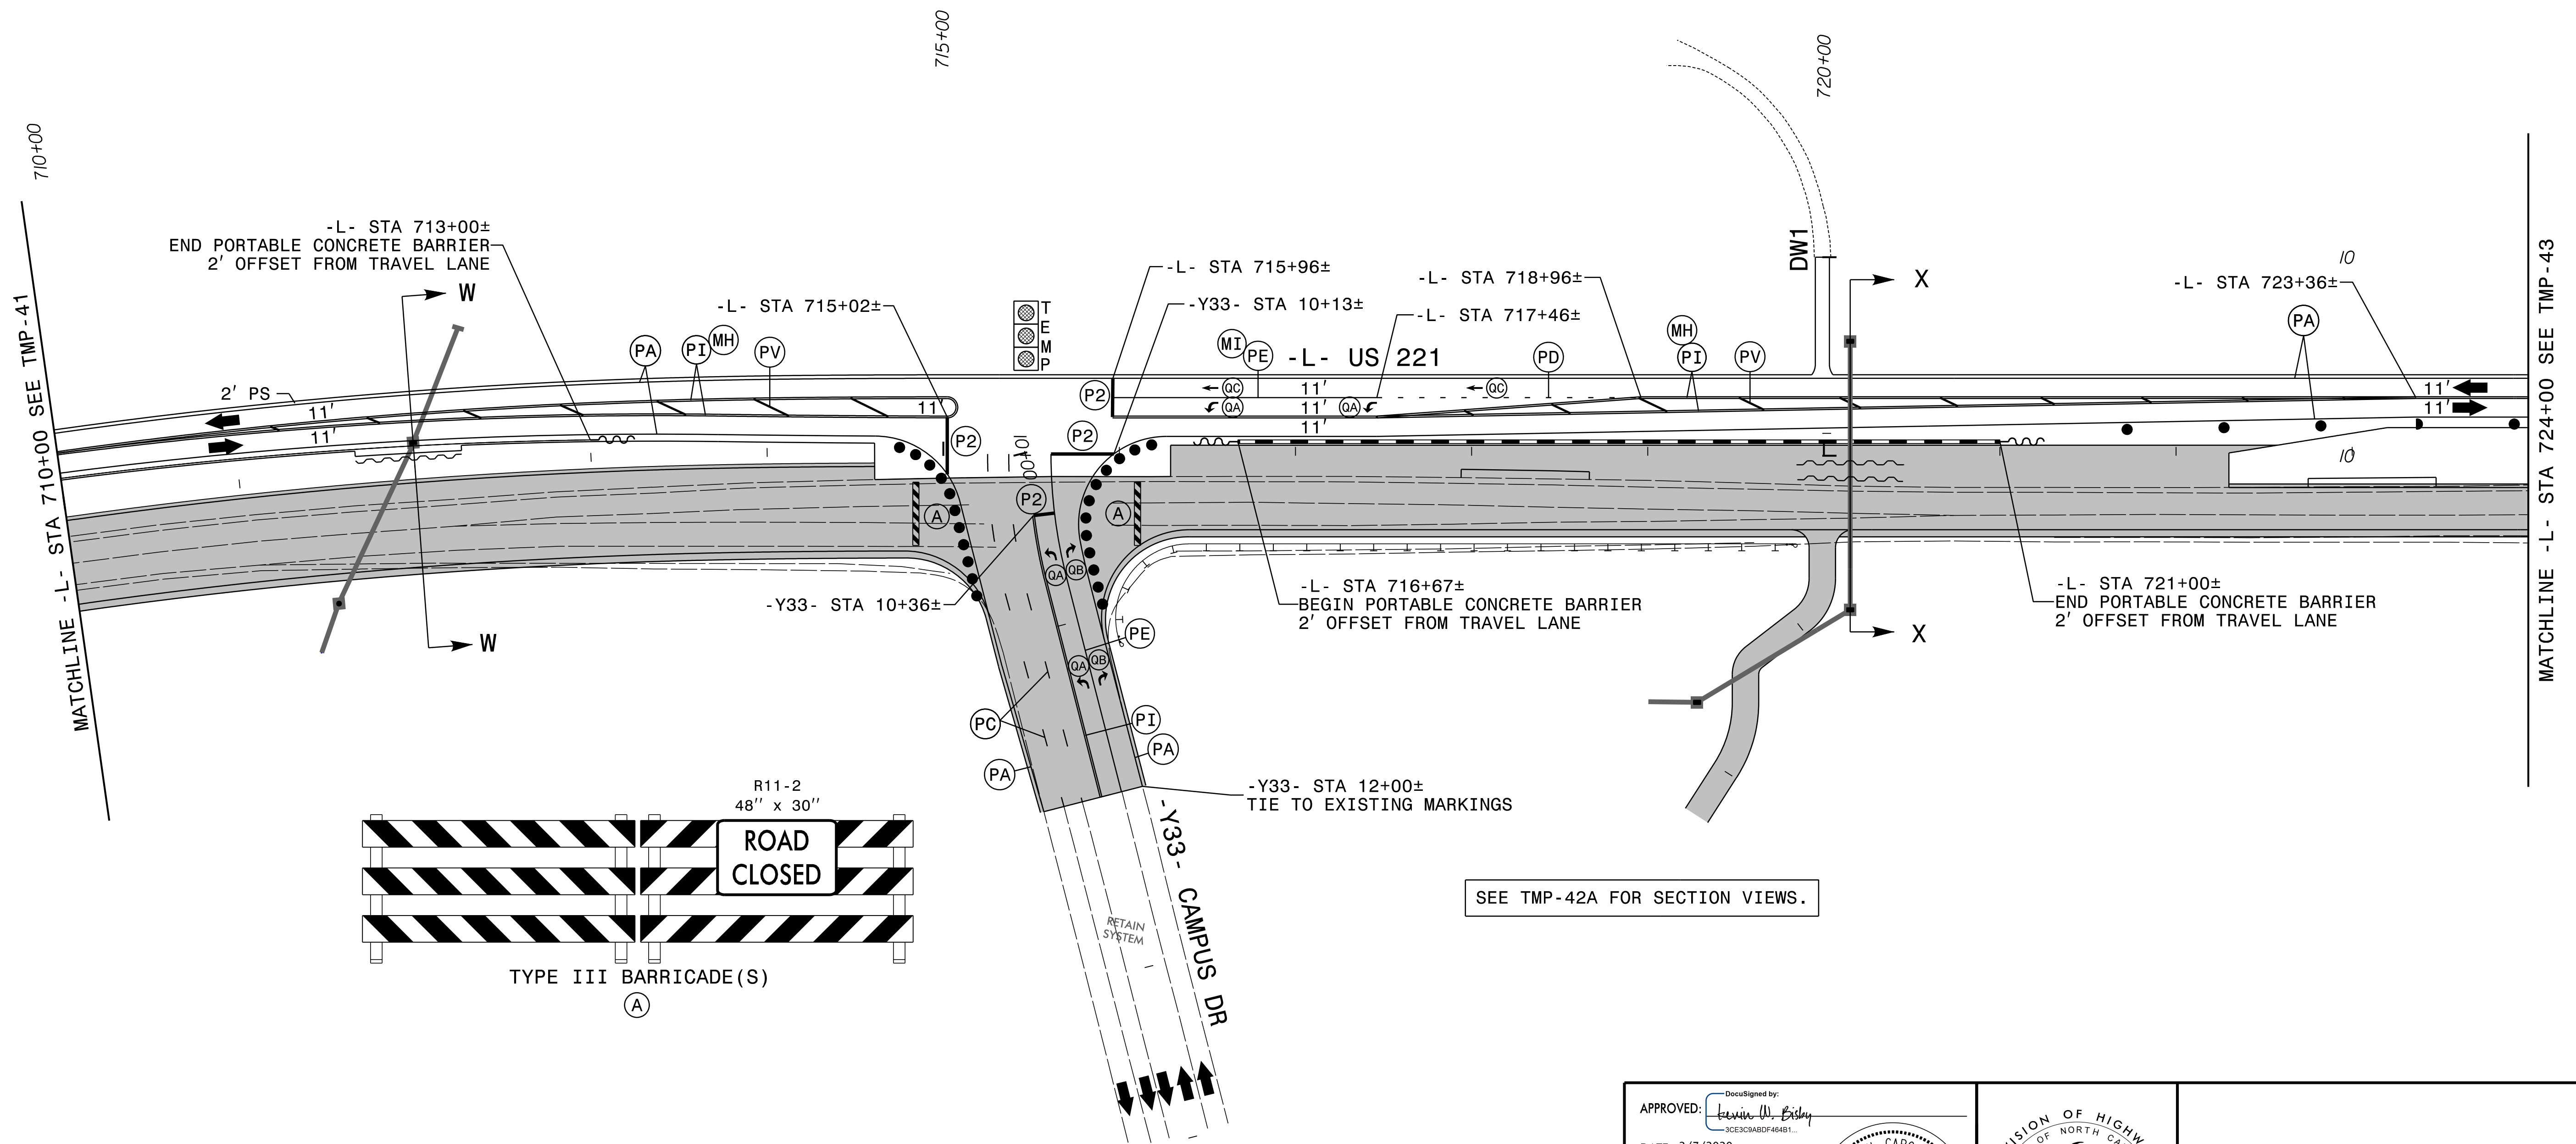 715+00
720+00
710+00
-L- STA 713+00±
END PORTABLE CONCRETE BARRIER
2' OFFSET FROM TRAVEL LANE
W
-L- STA 715+02±
T
E
M
P
-L- STA 715+96±
-Y33- STA 10+13±
-L- STA 718+96±
-L- STA 717+46±
DW1
X
10
-L- STA 723+36±
PA
PA
PI
MH
PV
MI
PE
-L- US 221
PD
MH
PI
PV
2' PS
11'
11'
11'
P2
QC
11'
QC
QA
11'
QA
11'
11'
11'
P2
P2
10
10+00
P2
A
A
QA
QB
QA
QB
-Y33- STA 10+36±
PE
-L- STA 716+67±
BEGIN PORTABLE CONCRETE BARRIER
2' OFFSET FROM TRAVEL LANE
X
-L- STA 721+00±
END PORTABLE CONCRETE BARRIER
2' OFFSET FROM TRAVEL LANE
W
PC
PI
PA
PA
-Y33- STA 12+00±
TIE TO EXISTING MARKINGS
MATCHLINE -L- STA 710+00 SEE TMP-41
MATCHLINE -L- STA 724+00 SEE TMP-43
R11-2
48" x 30"
ROAD
CLOSED
TYPE III BARRICADE(S)
A
RETAIN
SYSTEM
-Y33- CAMPUS DR
SEE TMP-42A FOR SECTION VIEWS.
DocuSigned by:
APPROVED:
Kevin W. Bisby
3CE3C9ABDF464B1...
OF NORTH CA